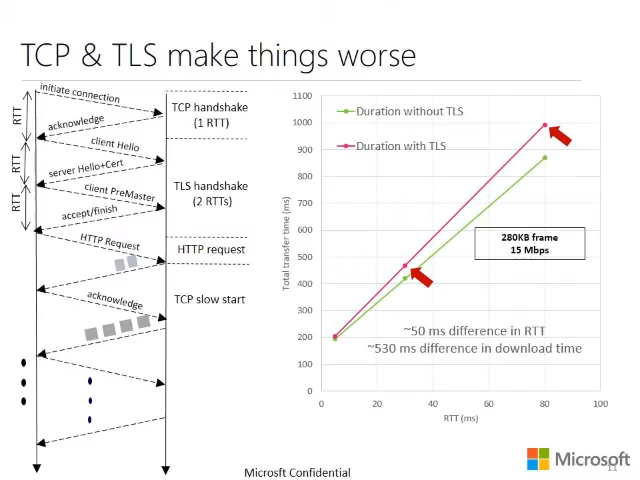 TCP & TLS make things worse
initiate connection
RTT
acknowledge
TCP handshake
(1 RTT)
client Hello
RTT
server Hello+Cert
client PreMaster
TLS handshake
(2 RTTs)
RTT
accept/finish
HTTP Request
HTTP request
acknowledge
TCP slow start
1100
1000
900
800
700
600
500
400
300
200
100
0
Total transfer time (ms)
Duration without TLS
Duration with TLS
280KB frame
15 Mbps
~50 ms difference in RTT
~530 ms difference in download time
0 20 40 60 80 100
RTT (ms)
Microsft Confidential
Microsoft
11